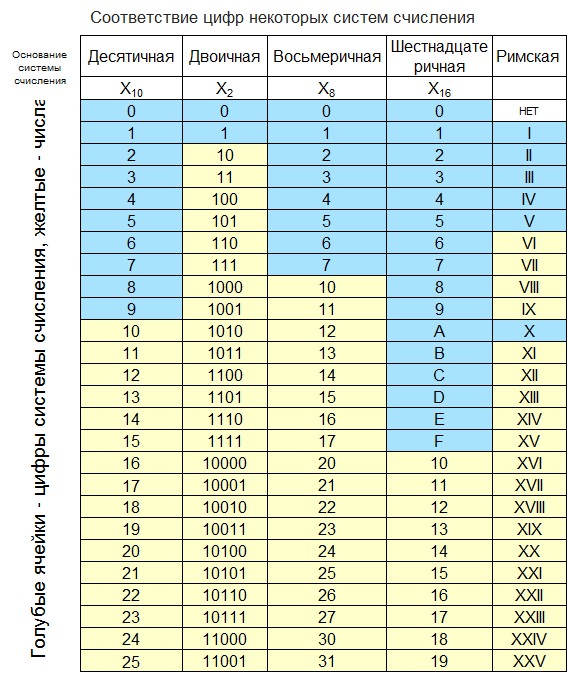 Соответствие цифр некоторых систем счисления
Основание
системы
счисления
Десятичная Двоичная Восьмеричная Шестнадцате
ричная Римская
X10 X2 X8 X16
Голубые ячейки - цифры системы счисления, желтые - числа
0 0 0 0 НЕТ
1 1 1 1 I
2 10 2 2 II
3 11 3 3 III
4 100 4 4 IV
5 101 5 5 V
6 110 6 6 VI
7 111 7 7 VII
8 1000 10 8 VIII
9 1001 11 9 IX
10 1010 12 A X
11 1011 13 B XI
12 1100 14 C XII
13 1101 15 D XIII
14 1110 16 E XIV
15 1111 17 F XV
16 10000 20 10 XVI
17 10001 21 11 XVII
18 10010 22 12 XVIII
19 10011 23 13 XIX
20 10100 24 14 XX
21 10101 25 15 XXI
22 10110 26 16 XXII
23 10111 27 17 XXIII
24 11000 30 18 XXIV
25 11001 31 19 XXV